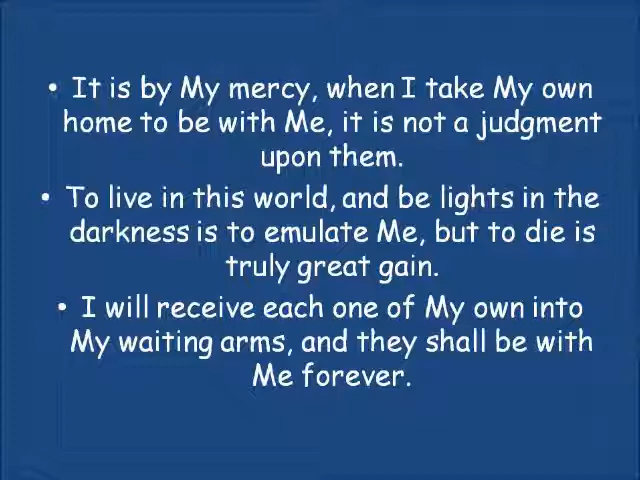 • It is by My mercy, when I take My own
home to be with Me, it is not a judgment
upon them.
• To live in this world, and be lights in the
darkness is to emulate Me, but to die is
truly great gain.
• I will receive each one of My own into
My waiting arms, and they shall be with
Me forever.